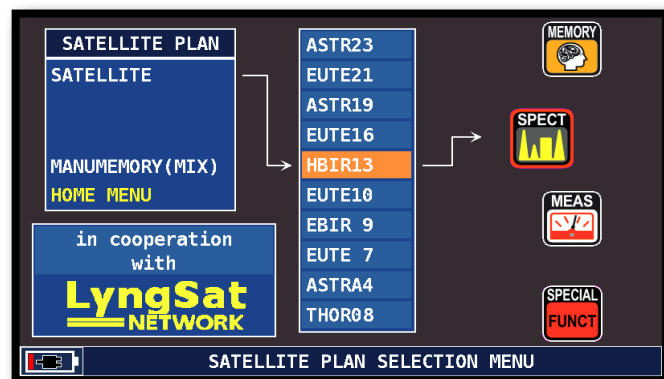 SATELLITE PLAN
SATELLITE
MANUMEMORY(MIX)
HOME MENU
in cooperation
with
LyngSat
NETWORK
ASTR23
EUTE21
ASTR19
EUTE16
HBIR13
EUTE10
EBIR 9
EUTE 7
ASTRA4
THOR08
MEMORY
SPECT
MEAS
SPECIAL
FUNCT
SATELLITE PLAN SELECTION MENU